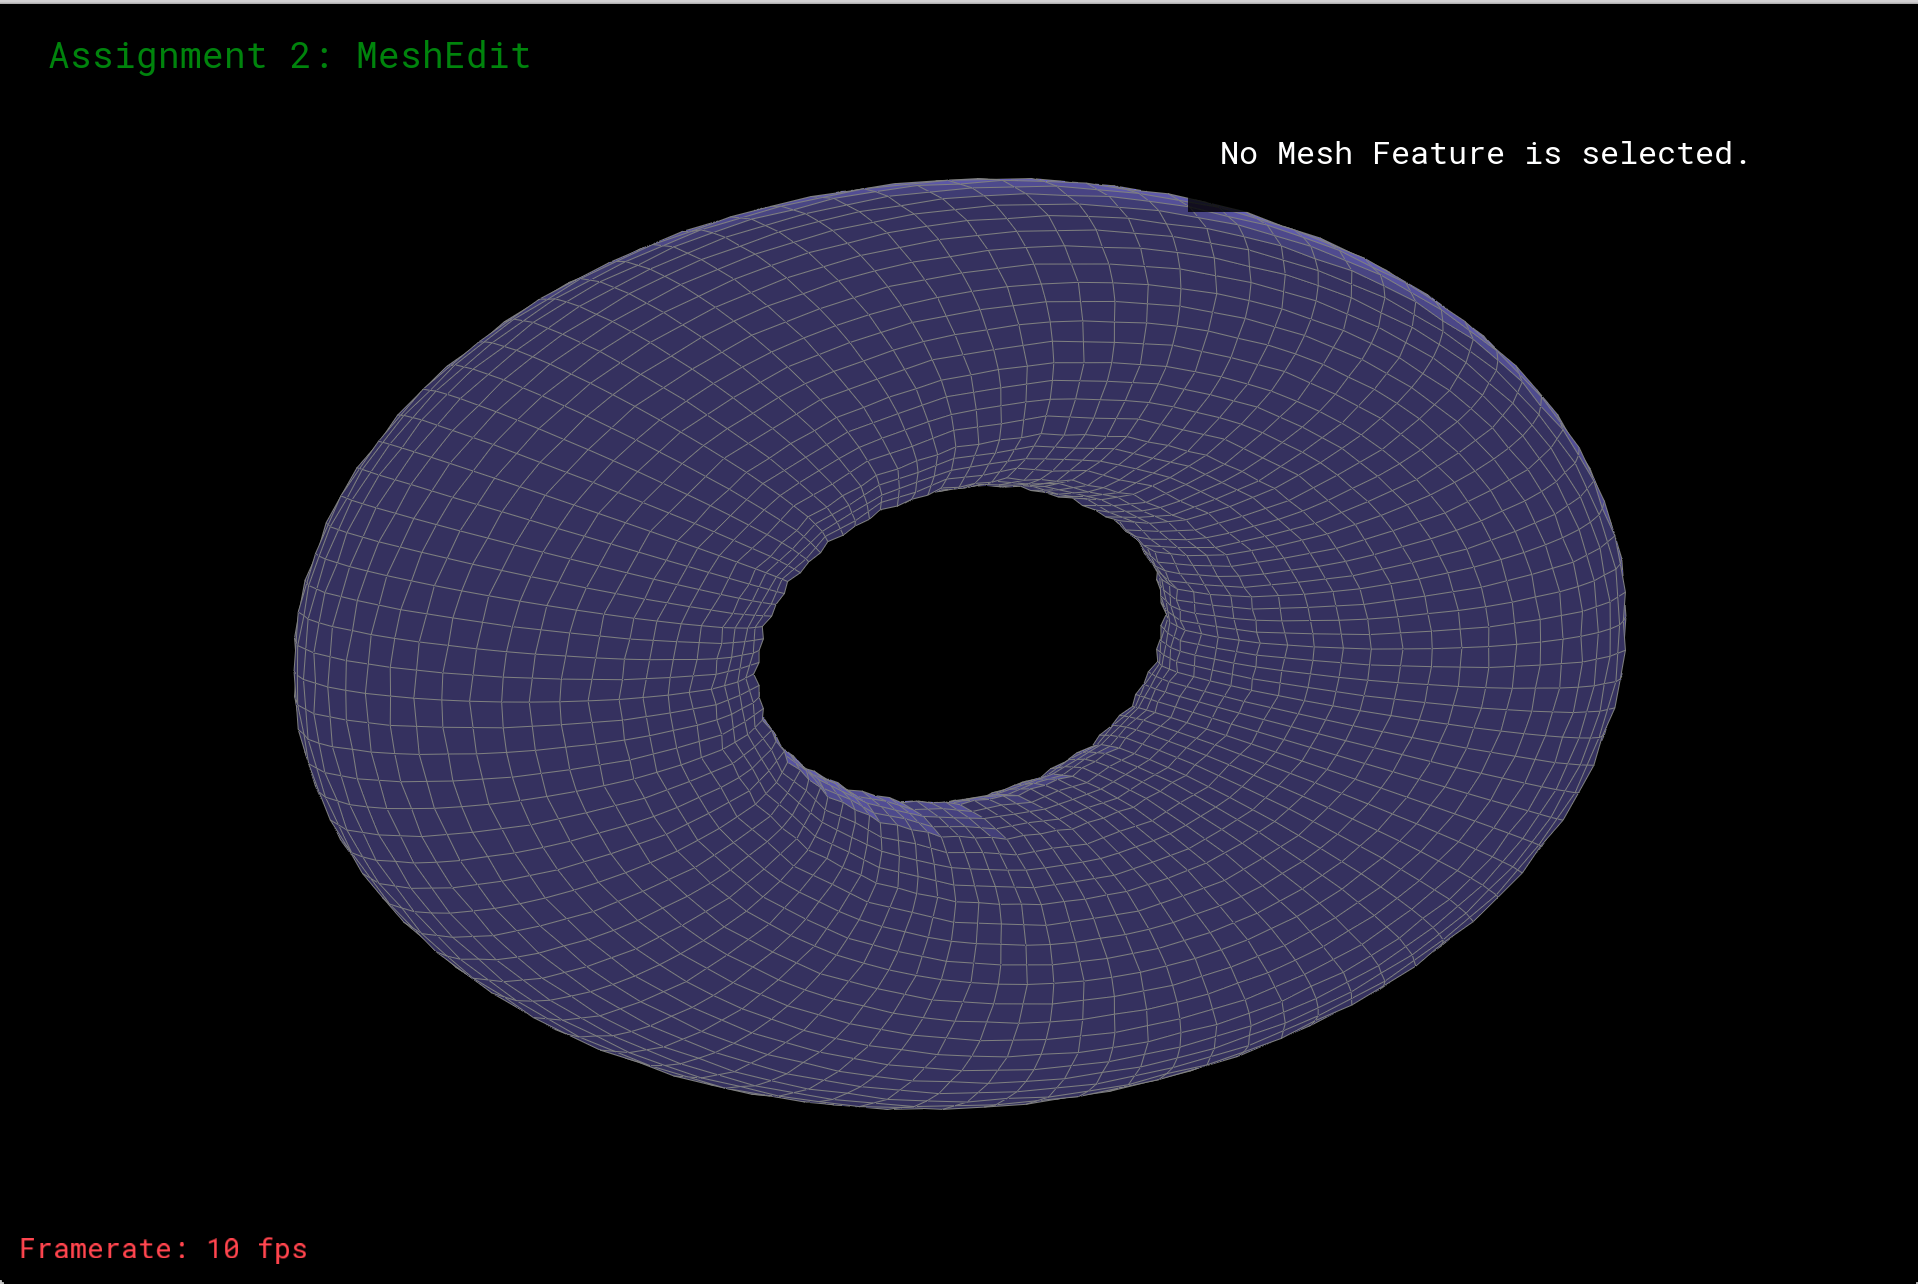 Assignment 2: MeshEdit
No Mesh Feature is selected.
Framerate: 10 fps